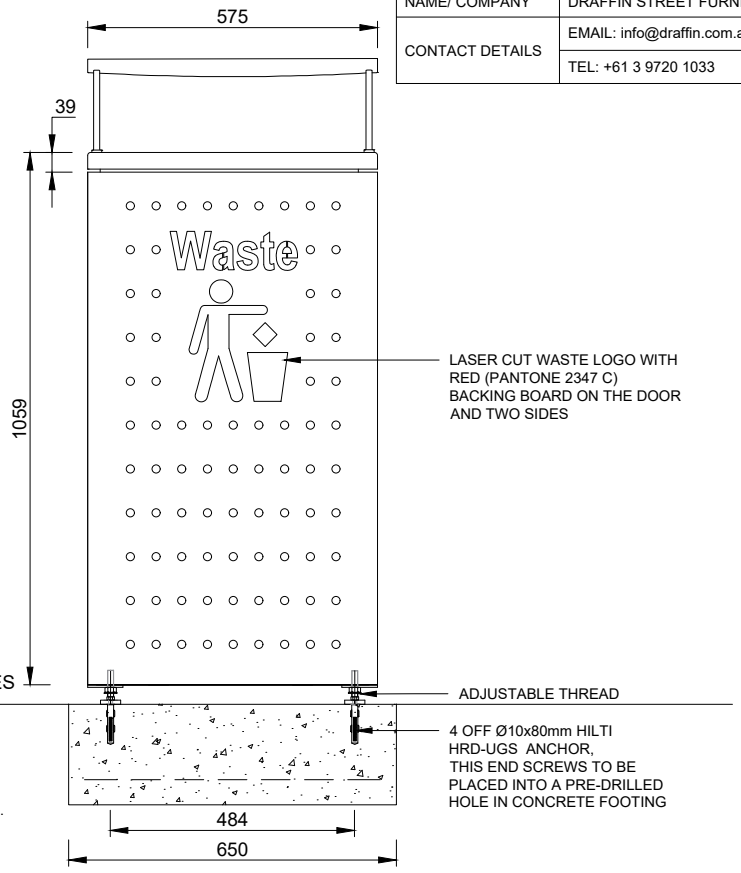 575
NAME/ COMPANY
CONTACT DETAILS
EMAIL: info@draffin.com.a
TEL: +61 3 9720 1033
DRAFFIN STREET FURN
39
Waste
1059
LASER CUT WASTE LOGO WITH
RED (PANTONE 2347 C)
BACKING BOARD ON THE DOOR
AND TWO SIDES
ES
ADJUSTABLE THREAD
4 OFF Ø10x80mm HILTI
HRD-UGS ANCHOR,
THIS END SCREWS TO BE
PLACED INTO A PRE-DRILLED
HOLE IN CONCRETE FOOTING
484
650